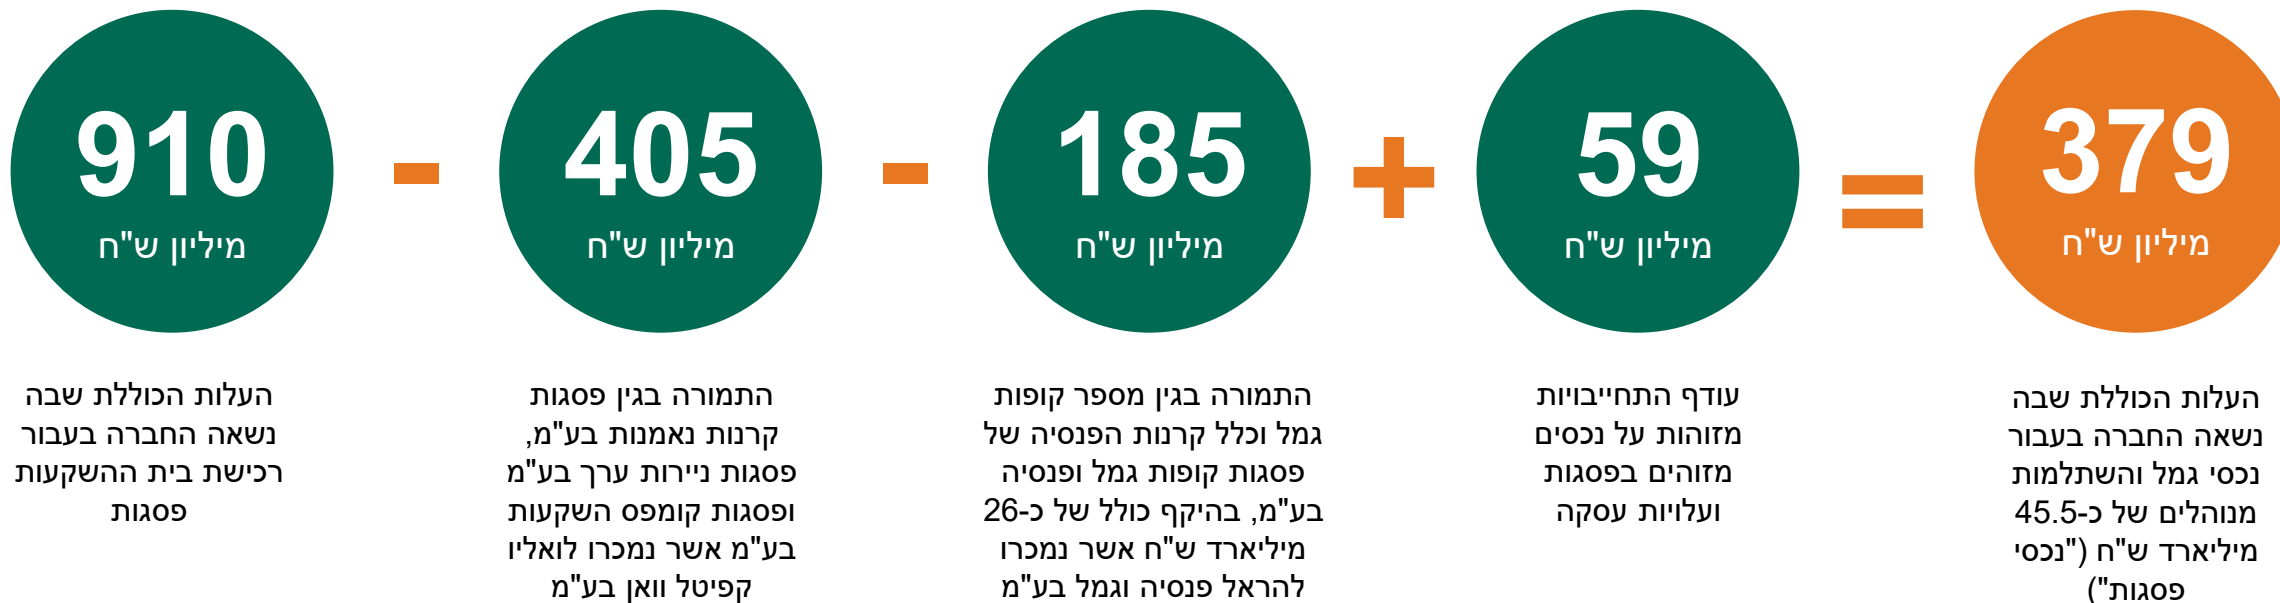 910
מיליון ש"ח
-
405
מיליון ש"ח
-
185
מיליון ש"ח
+
59
מיליון ש"ח
=
379
מיליון ש"ח
העלות הכוללת שבה
נשאה החברה בעבור
רכישת בית ההשקעות
פסגות
התמורה בגין פסגות
קרנות נאמנות בע"מ,
פסגות ניירות ערך בע"מ
ופסגות קומפס השקעות
בע"מ אשר נמכרו לואליו
קפיטל וואן בע"מ
התמורה בגין מספר קופות
גמל וכלל קרנות הפנסיה של
פסגות קופות גמל ופנסיה
בע"מ, בהיקף כולל של כ-26
מיליארד ש"ח אשר נמכרו
להראל פנסיה וגמל בע"מ
עודף התחייבויות
מזוהות על נכסים
מזוהים בפסגות
ועלויות עסקה
העלות הכוללת שבה
נשאה החברה בעבור
נכסי גמל והשתלמות
מנוהלים של כ-45.5
מיליארד ש"ח ("נכסי
פסגות")